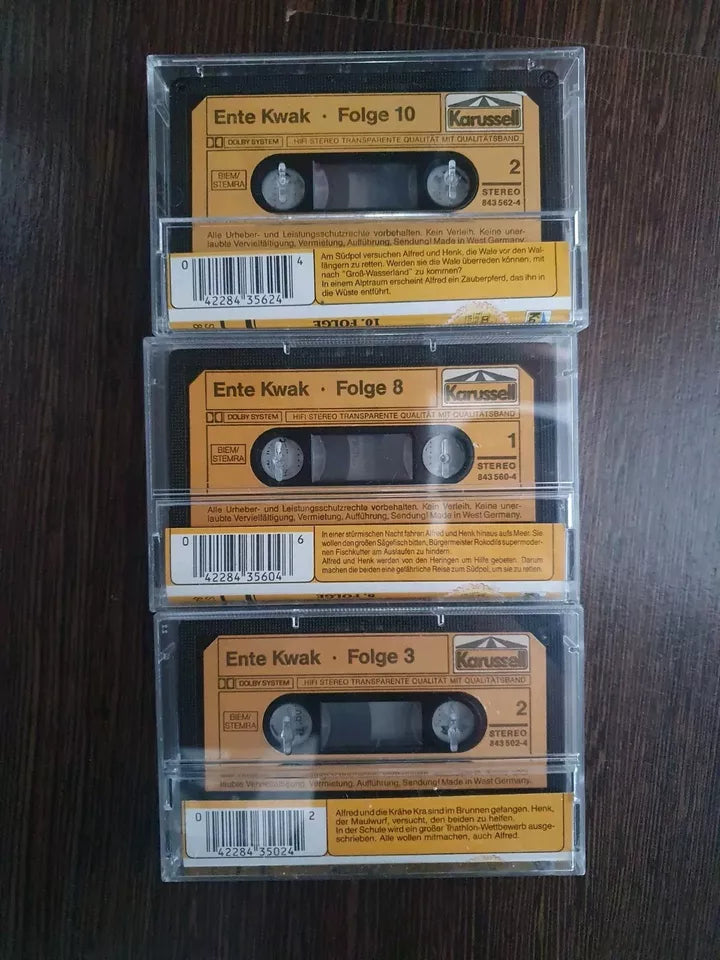 Ente Kwak · Folge 10
Karussell
DOLBY SYSTEM HIFI STEREO TRANSPARENTE QUALITÄT MIT QUALITÄTSBAND
BIEM/
STEMRA
2
STEREO
843 562-4
Alle Urheber- und Leistungsschutzrechte vorbehalten. Kein Verleih. Keine uner-
laubte Vervielfältigung, Vermietung, Aufführung, Sendung! Made in West Germany.
Am Südpol versuchen Alfred und Henk, die Wale vor den Wal-
fängern zu retten. Werden sie die Wale überreden können, mit
nach "Groß-Wasserland" zu kommen?
In einem Alptraum erscheint Alfred ein Zauberpferd, das ihn in
die Wüste entführt.
0 42284 35624 4
10. FOLGE
Ente Kwak · Folge 8
Karussell
DOLBY SYSTEM HIFI STEREO TRANSPARENTE QUALITÄT MIT QUALITÄTSBAND
BIEM/
STEMRA
1
STEREO
843 560-4
Alle Urheber- und Leistungsschutzrechte vorbehalten. Kein Verleih. Keine uner-
laubte Vervielfältigung, Vermietung, Aufführung, Sendung! Made in West Germany.
In einer stürmischen Nacht fahren Alfred und Henk hinaus aufs Meer. Sie
wollen den großen Sägefisch bitten, Bürgermeister Rokodils supermoder-
nen Fischkutter am Auslaufen zu hindern.
Alfred und Henk werden von den Heringen um Hilfe gebeten. Darum
machen die beiden eine gefährliche Reise zum Südpol, um sie zu retten.
0 42284 35604 6
8. FOLGE
Ente Kwak · Folge 3
Karussell
DOLBY SYSTEM HIFI STEREO TRANSPARENTE QUALITÄT MIT QUALITÄTSBAND
BIEM/
STEMRA
2
STEREO
843 502-4
laubte Vervielfältigung, Vermietung, Aufführung, Sendung! Made in West Germany.
Alfred und die Krähe Kra sind im Brunnen gefangen. Henk,
der Maulwurf, versucht, den beiden zu helfen.
In der Schule wird ein großer Triathlon-Wettbewerb ausge-
schrieben. Alle wollen mitmachen, auch Alfred.
0 42284 35024 2